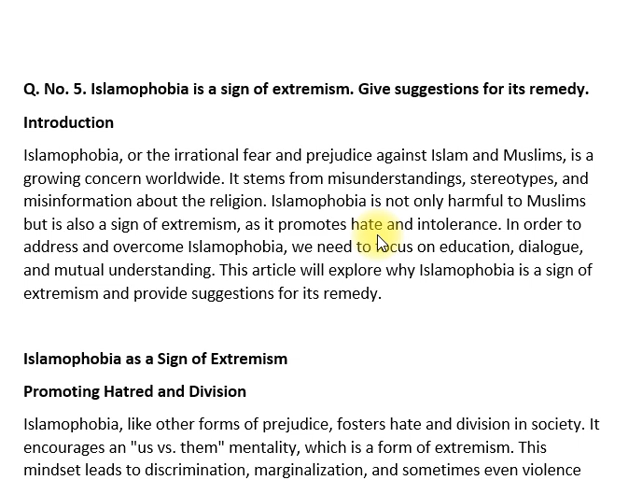 Q. No. 5. Islamophobia is a sign of extremism. Give suggestions for its remedy.
Introduction
Islamophobia, or the irrational fear and prejudice against Islam and Muslims, is a
growing concern worldwide. It stems from misunderstandings, stereotypes, and
misinformation about the religion. Islamophobia is not only harmful to Muslims
but is also a sign of extremism, as it promotes hate and intolerance. In order to
address and overcome Islamophobia, we need to focus on education, dialogue,
and mutual understanding. This article will explore why Islamophobia is a sign of
extremism and provide suggestions for its remedy.
Islamophobia as a Sign of Extremism
Promoting Hatred and Division
Islamophobia, like other forms of prejudice, fosters hate and division in society. It
encourages an "us vs. them" mentality, which is a form of extremism. This
mindset leads to discrimination, marginalization, and sometimes even violence